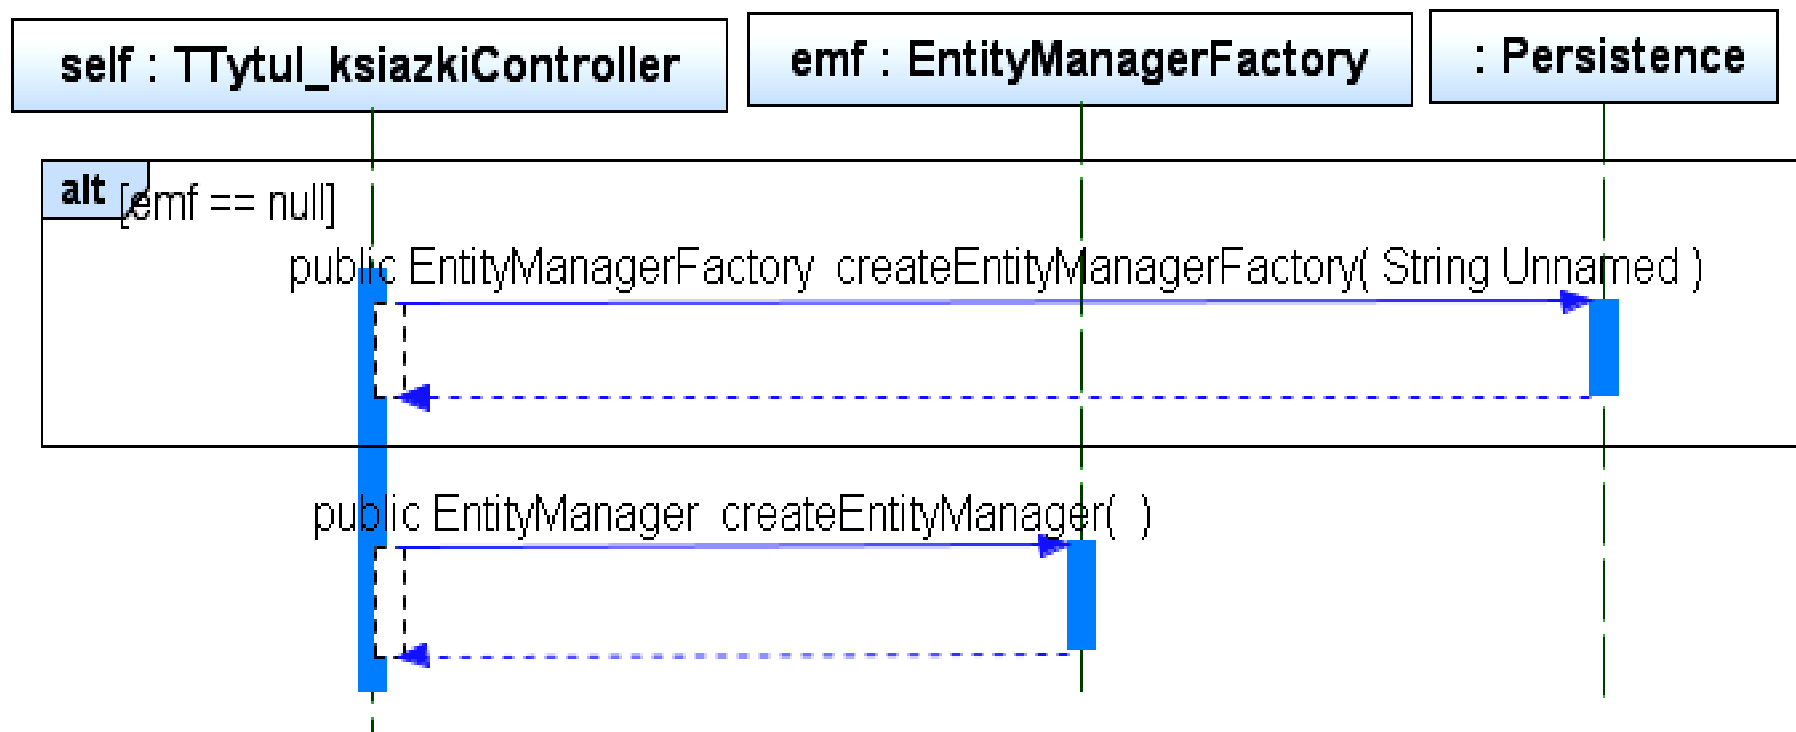 self : TTytul_ksiazkiController
emf : EntityManagerFactory
: Persistence
alt [emf == null]
public EntityManagerFactory createEntityManagerFactory( String Unnamed )
public EntityManager createEntityManager( )